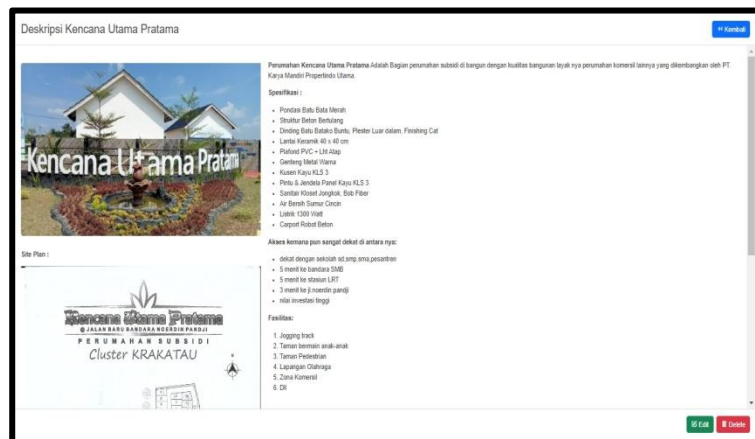 Deskripsi Kencana Utama Pratama
Kembali
Kencana Utama Pratama
Site Plan :
Kencana Utama Pratama
@ JALAN BARU BANDARA NOERDIN PANDJI
PERUMAHAN SUBSIDI
Cluster KRAKATAU
Perumahan Kencana Utama Pratama Adalah Bagian perumahan subsidi di bangun dengan kualitas bangunan layak nya perumahan komersil lainnya yang dikembangkan oleh PT.
Karya Mandiri Propertindo Utama.
Spesifikasi :
Pondasi Batu Bata Merah
Struktur Beton Bertulang
Dinding Batu Batako Buntu, Plester Luar dalam, Finishing Cat
Lantai Keramik 40 x 40 cm
Plafond PVC + Lht Atap
Genteng Metal Warna
Kusen Kayu KLS 3
Pintu & Jendela Panel Kayu KLS 3
Sanitair Kloset Jongkok, Bob Fiber
Air Bersih Sumur Cincin
Listrik 1300 Watt
Carport Robot Beton
Akses kemana pun sangat dekat di antara nya:
dekat dengan sekolah sd,smp,sma,pesantren
5 menit ke bandara SMB
5 menit ke stasiun LRT
3 menit ke jl.noerdin pandji
nilai investasi tinggi
Fasilitas:
1. Jogging track
2. Taman bermain anak-anak
3. Taman Pedestrian
4. Lapangan Olahraga
5. Zona Komersil
6. Dll
Edit
Delete